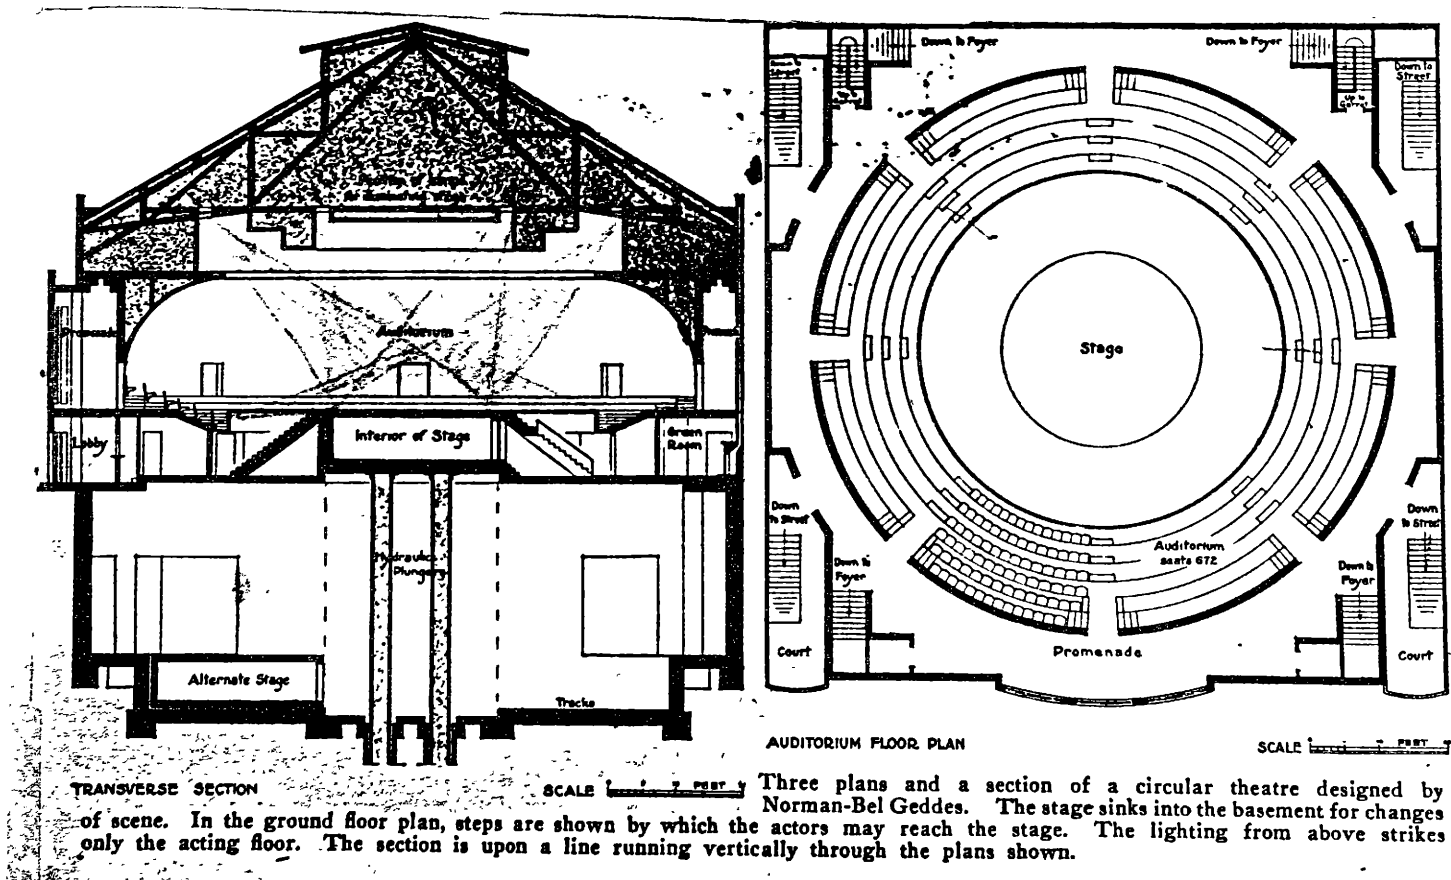 Down to Foyer
Down to Foyer
Down to Street
Down to Street
Promenade
Auditorium
Stage
Lobby
Interior of Stage
Green Room
Hydraulic Plungers
Alternate Stage
Tracks
Down to Street
Down to Foyer
Auditorium
seats 672
Down to Foyer
Down to Street
Court
Promenade
Court
AUDITORIUM FLOOR PLAN
SCALE
FEET
TRANSVERSE SECTION
SCALE
FEET
Three plans and a section of a circular theatre designed by
Norman-Bel Geddes. The stage sinks into the basement for changes
of scene. In the ground floor plan, steps are shown by which the actors may reach the stage. The lighting from above strikes
only the acting floor. The section is upon a line running vertically through the plans shown.